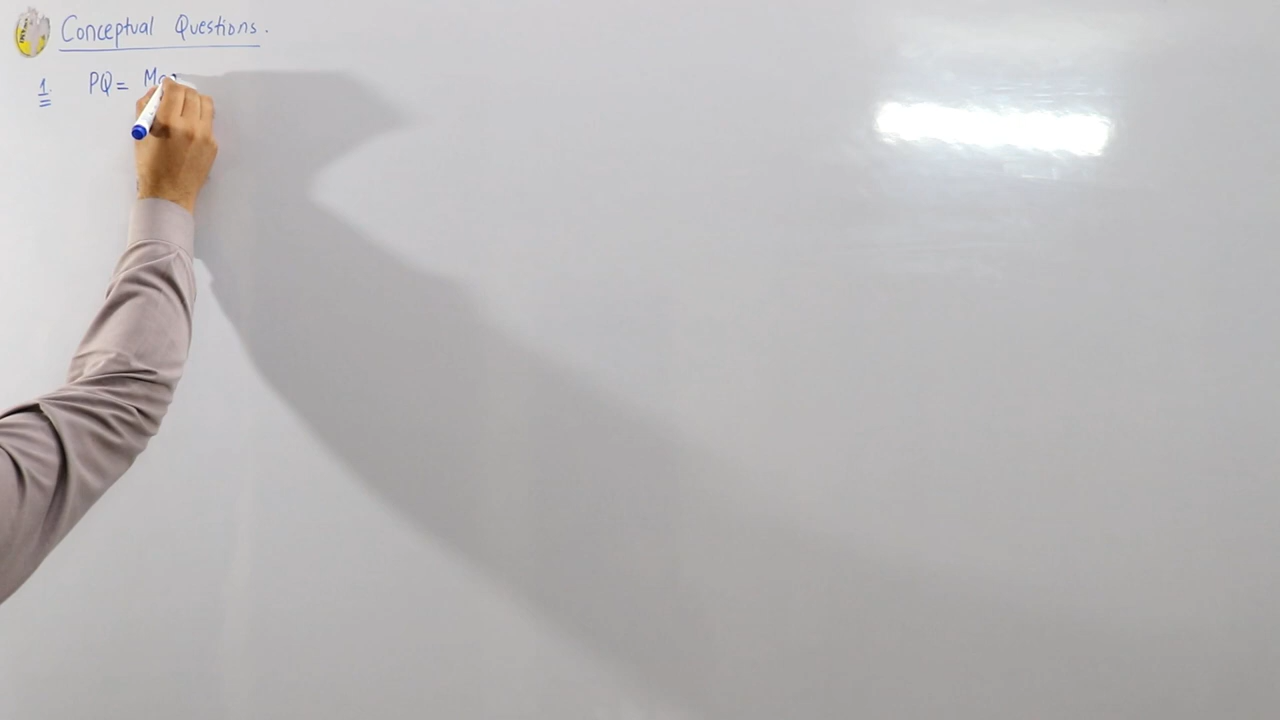 Conceptual Questions.
1. PQ =